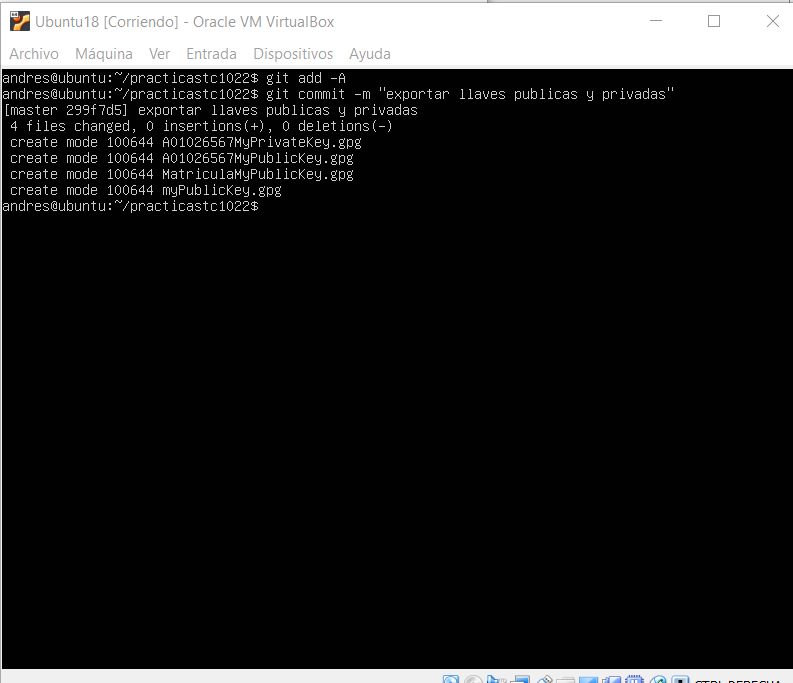 Ubuntu18 [Corriendo] - Oracle VM VirtualBox
Archivo Máquina Ver Entrada Dispositivos Ayuda
andres@ubuntu:~/practicastc1022$ git add -A
andres@ubuntu:~/practicastc1022$ git commit -m "exportar llaves publicas y privadas"
[master 299f7d5] exportar llaves publicas y privadas
 4 files changed, 0 insertions(+), 0 deletions(-)
 create mode 100644 A01026567MyPrivateKey.gpg
 create mode 100644 A01026567MyPublicKey.gpg
 create mode 100644 MatriculaMyPublicKey.gpg
 create mode 100644 myPublicKey.gpg
andres@ubuntu:~/practicastc1022$
CTRL DERECHA